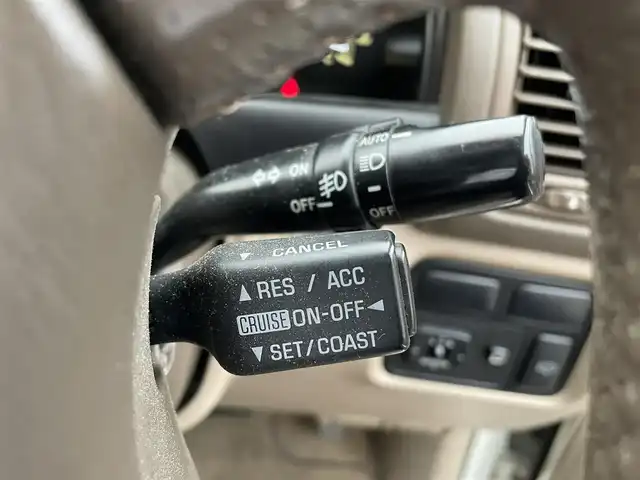 AUTO
ON
OFF
OFF
CANCEL
RES / ACC
CRUISE ON-OFF
SET/COAST